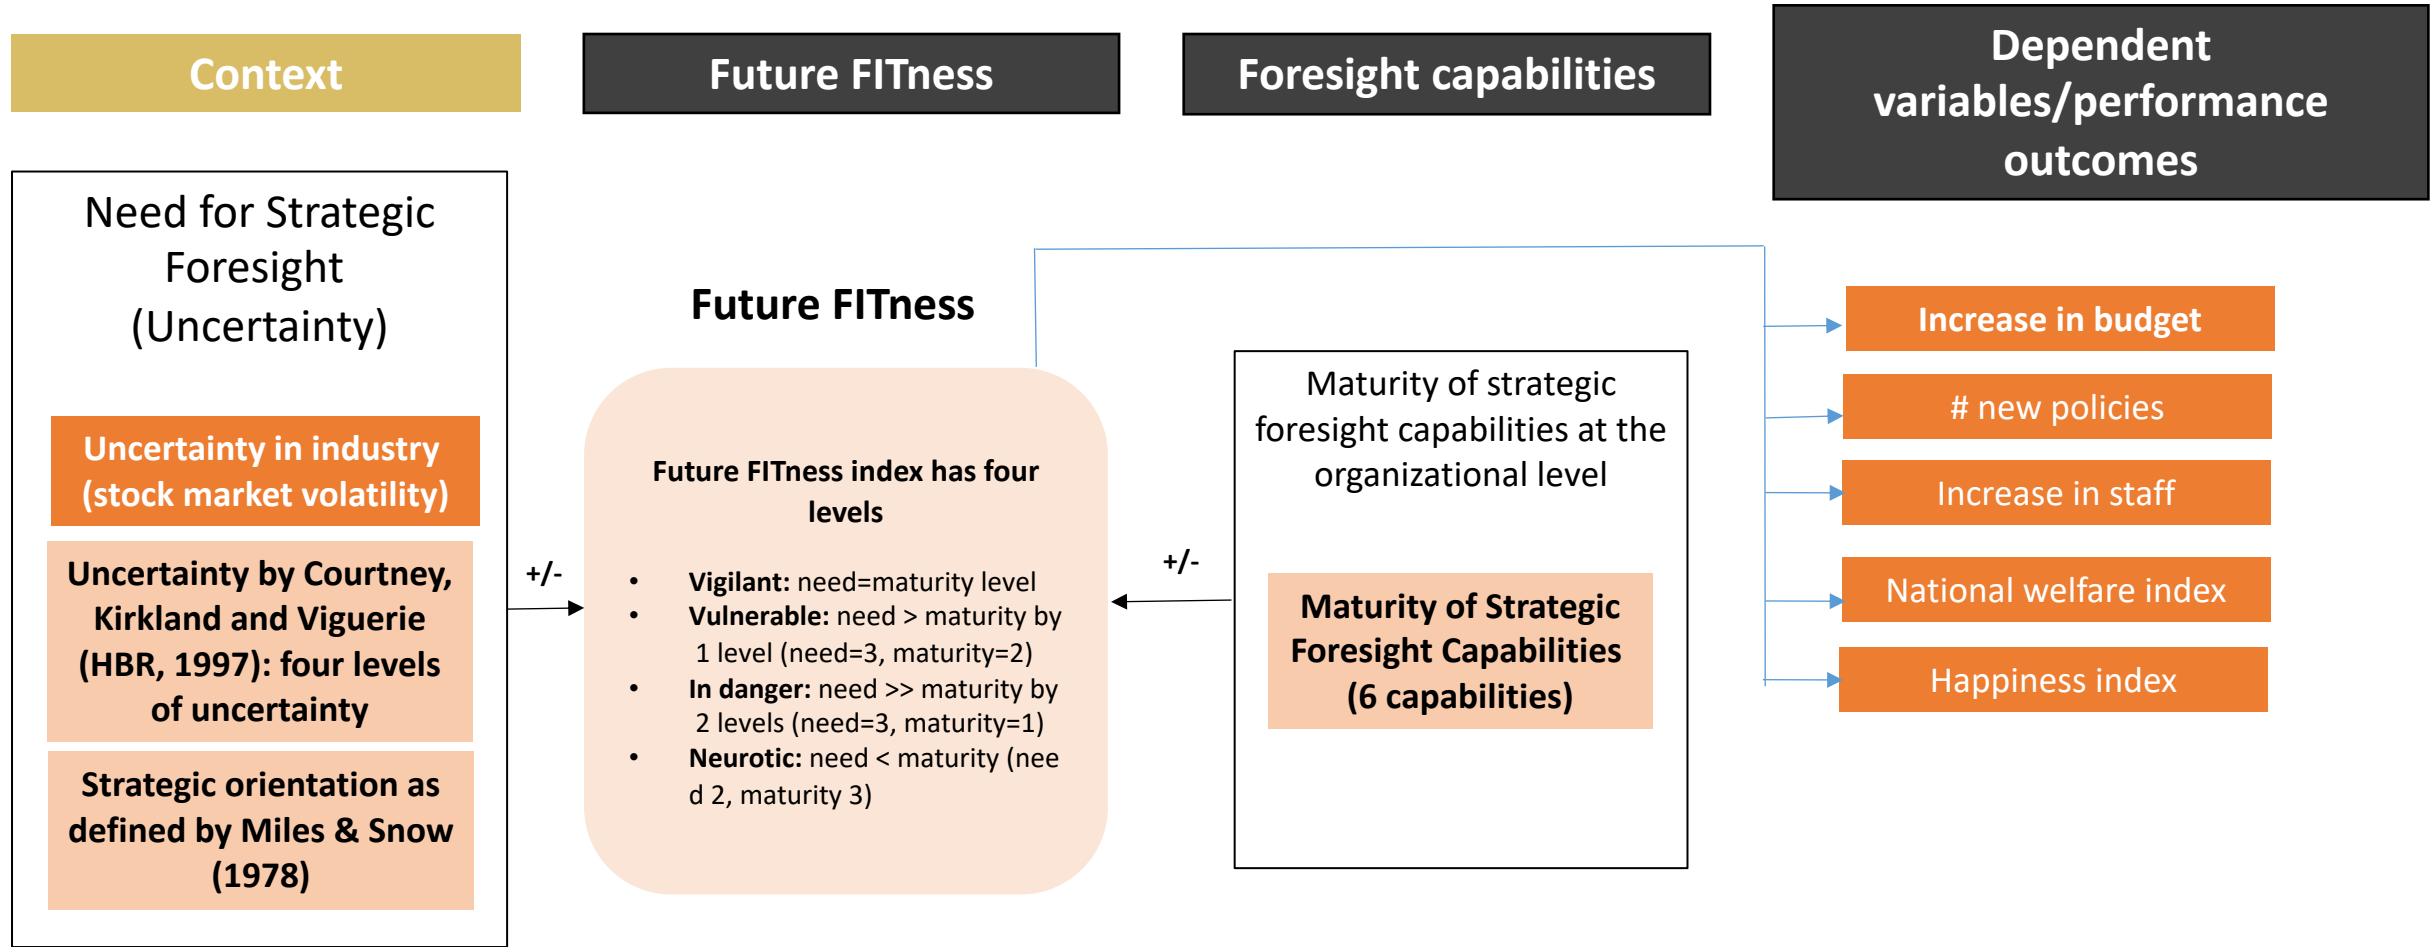 Context
Future FITness
Foresight capabilities
Dependent
variables/performance
outcomes
Need for Strategic
Foresight
(Uncertainty)
Uncertainty in industry
(stock market volatility)
Uncertainty by Courtney,
Kirkland and Viguerie
(HBR, 1997): four levels
of uncertainty
Strategic orientation as
defined by Miles & Snow
(1978)
+/-
Future FITness
Future FITness index has four
levels
• Vigilant: need=maturity level
• Vulnerable: need > maturity by
1 level (need=3, maturity=2)
• In danger: need >> maturity by
2 levels (need=3, maturity=1)
• Neurotic: need < maturity (nee
d 2, maturity 3)
+/-
Maturity of strategic
foresight capabilities at the
organizational level
Maturity of Strategic
Foresight Capabilities
(6 capabilities)
Increase in budget
# new policies
Increase in staff
National welfare index
Happiness index